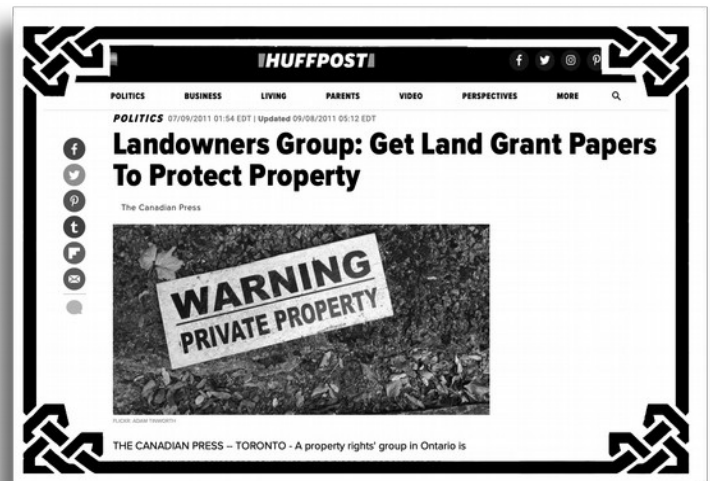 HUFFPOST
POLITICS BUSINESS LIVING PARENTS VIDEO PERSPECTIVES MORE
POLITICS 07/09/2011 01:54 EDT | Updated 09/08/2011 05:12 EDT
Landowners Group: Get Land Grant Papers
To Protect Property
The Canadian Press
WARNING
PRIVATE PROPERTY
FLICKR: ADAM TINWORTH
THE CANADIAN PRESS -- TORONTO - A property rights' group in Ontario is